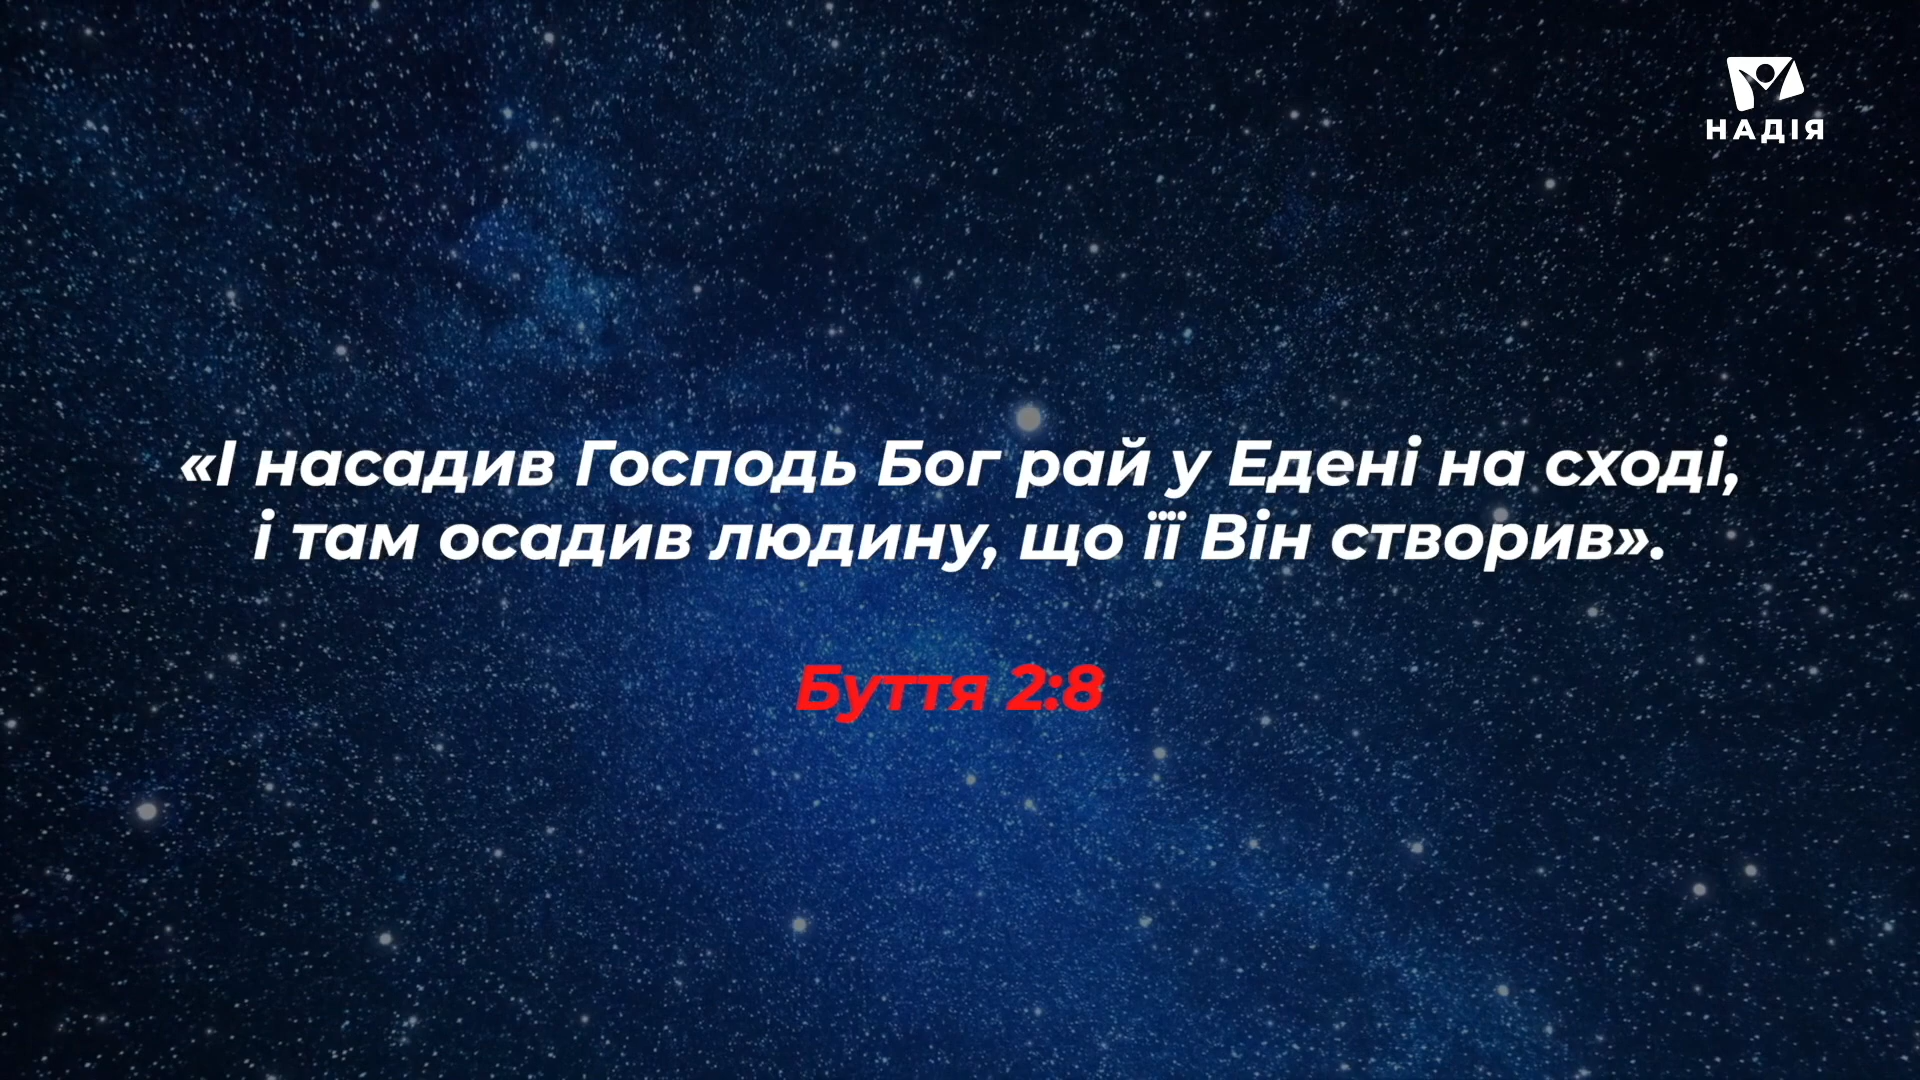 НАДІЯ
«І насадив Господь Бог рай у Едені на сході,
і там осадив людину, що її Він створив».
Буття 2:8